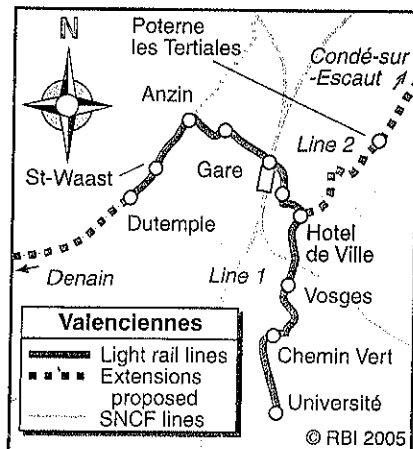 N
Poterne
les Tertiales
Condé-sur
-Escaut
Anzin
Line 2
St-Waast
Gare
Dutemple
Hotel
de Ville
Denain
Line 1
Vosges
Valenciennes
Light rail lines
Extensions
proposed
SNCF lines
Chemin Vert
Université
© RBI 2005